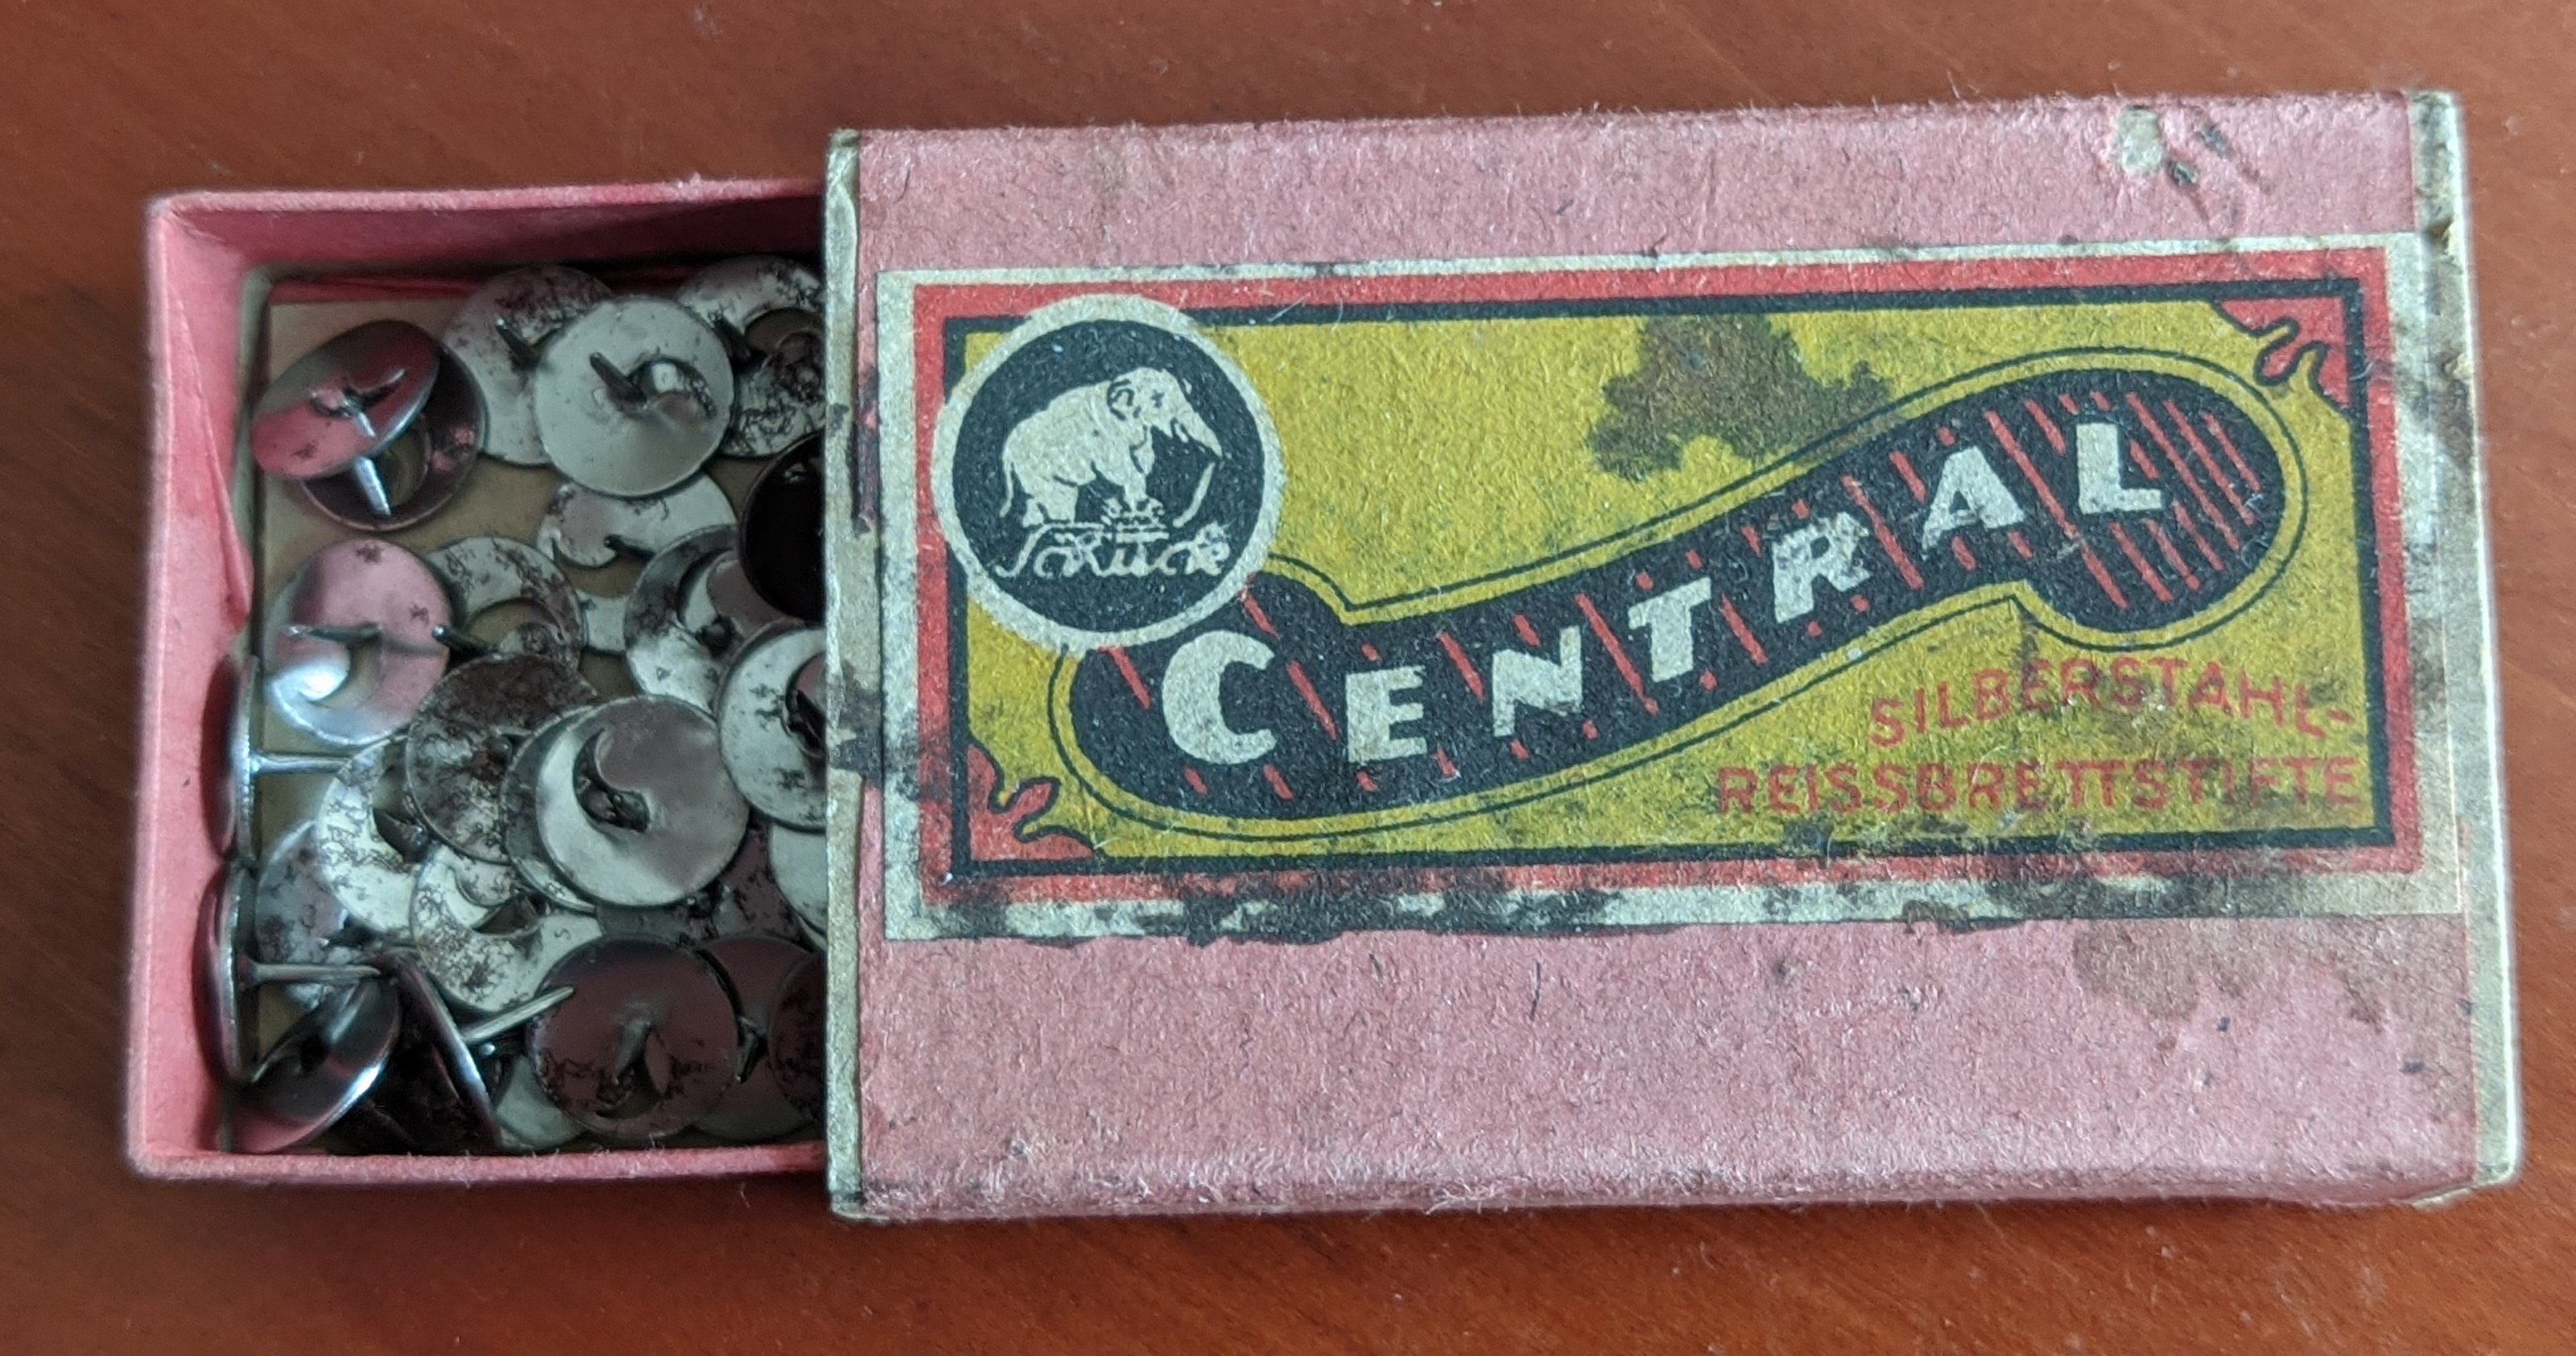 Schuck
CENTRAL
SILBERSTAHL-
REISSBRETTSTIFTE